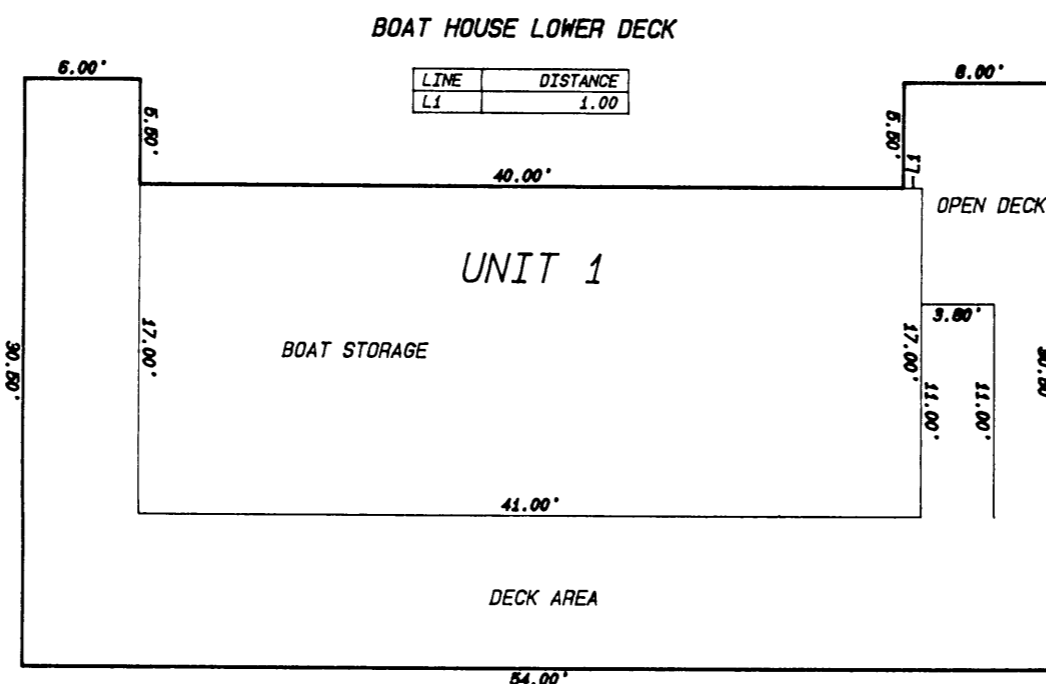 BOAT HOUSE LOWER DECK
6.00'
LINE DISTANCE
L1 1.00
8.00'
5.50'
5.50'
L1
40.00'
OPEN DECK
UNIT 1
3.80'
BOAT STORAGE
30.50'
17.00'
17.00'
11.00'
11.00'
41.00'
DECK AREA
54.00'